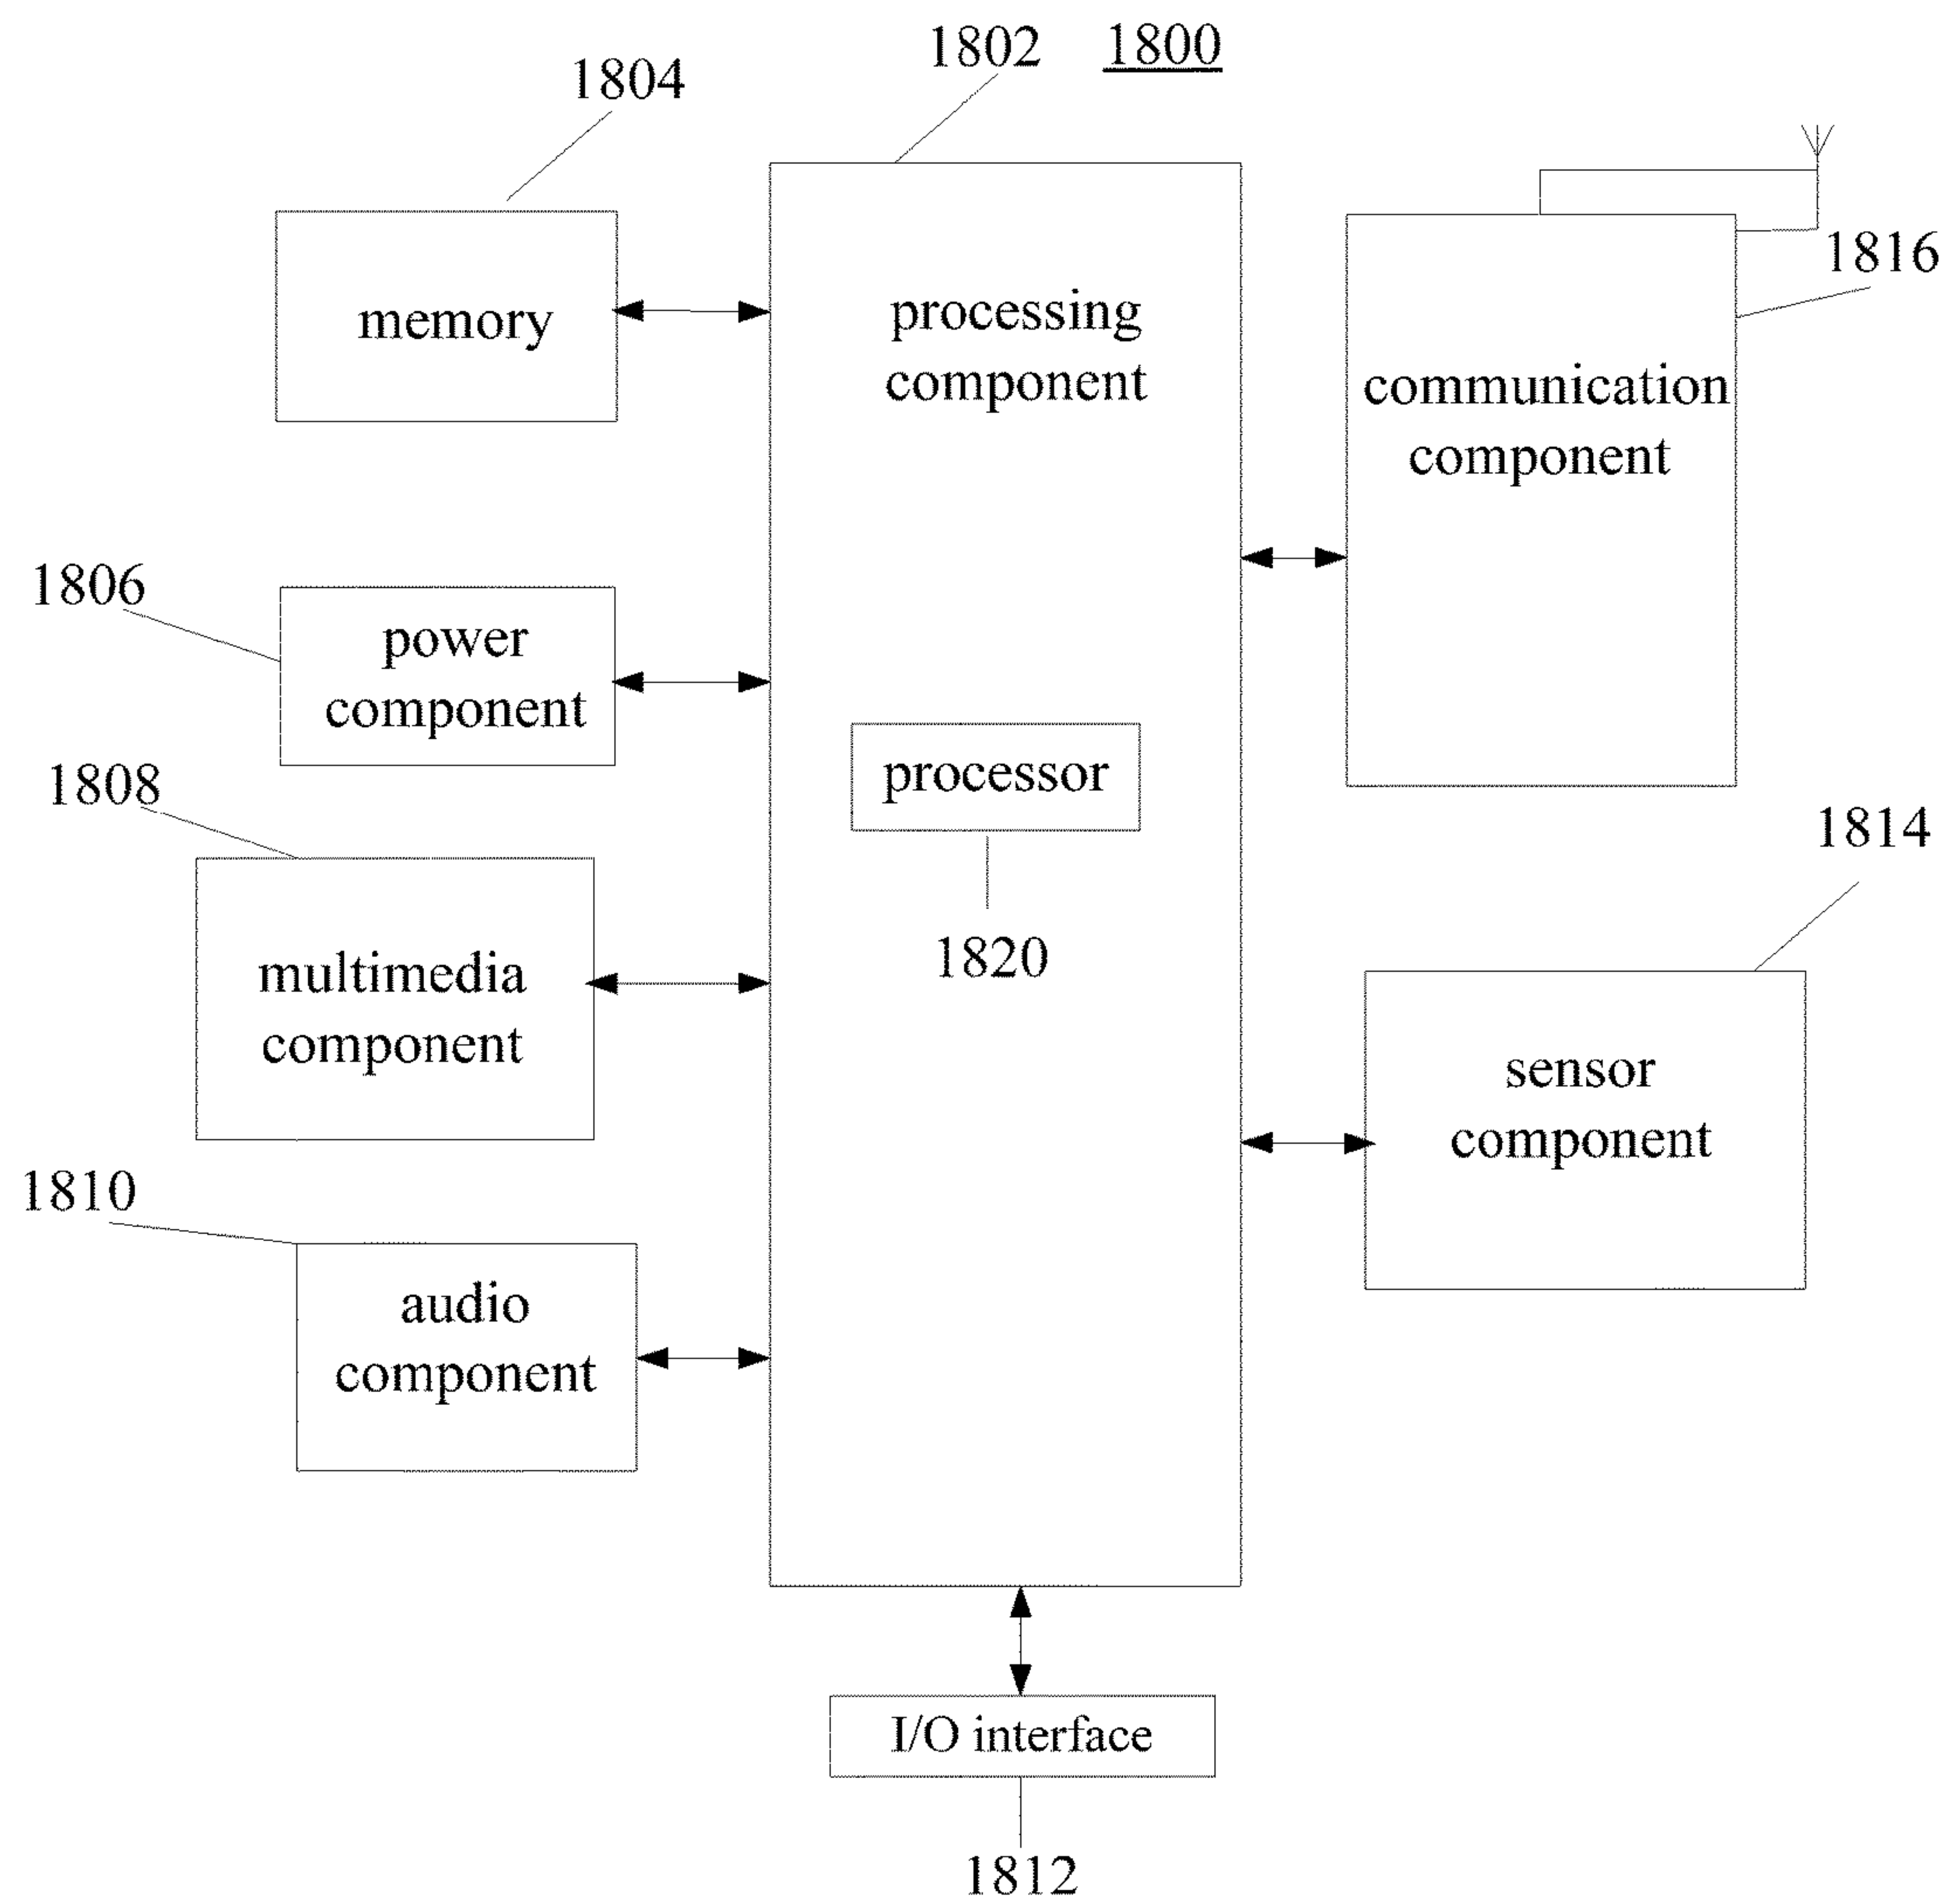 1802
1800
1804
memory
processing
component
1816
communication
component
1806
power
component
processor
1820
1808
multimedia
component
1814
sensor
component
1810
audio
component
I/O interface
1812